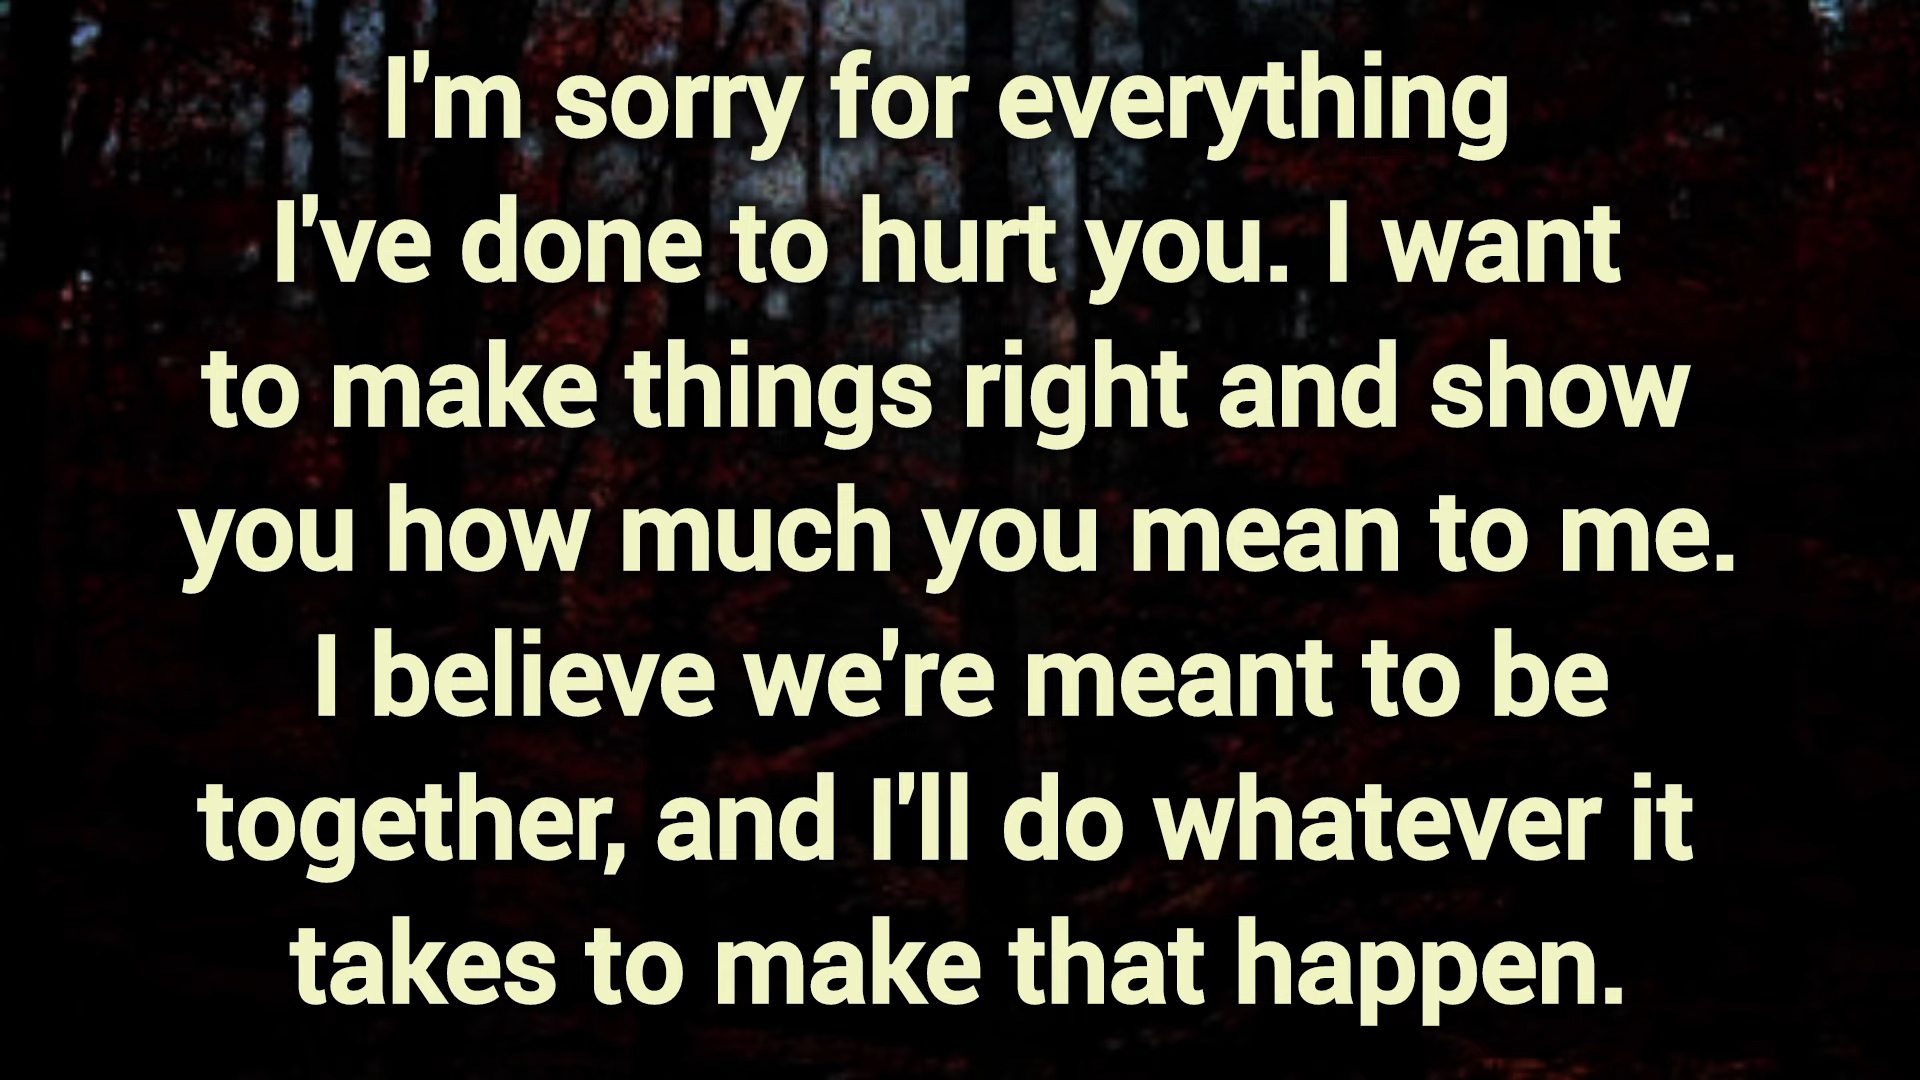 I'm sorry for everything
I've done to hurt you. I want
to make things right and show
you how much you mean to me.
I believe we're meant to be
together, and I'll do whatever it
takes to make that happen.